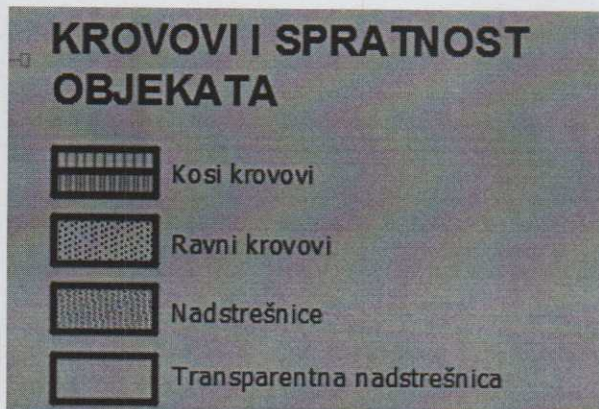 KROVOVI I SPRATNOST
OBJEKATA
Kosi krovovi
Ravni krovovi
Nadstrešnice
Transparentna nadstrešnica